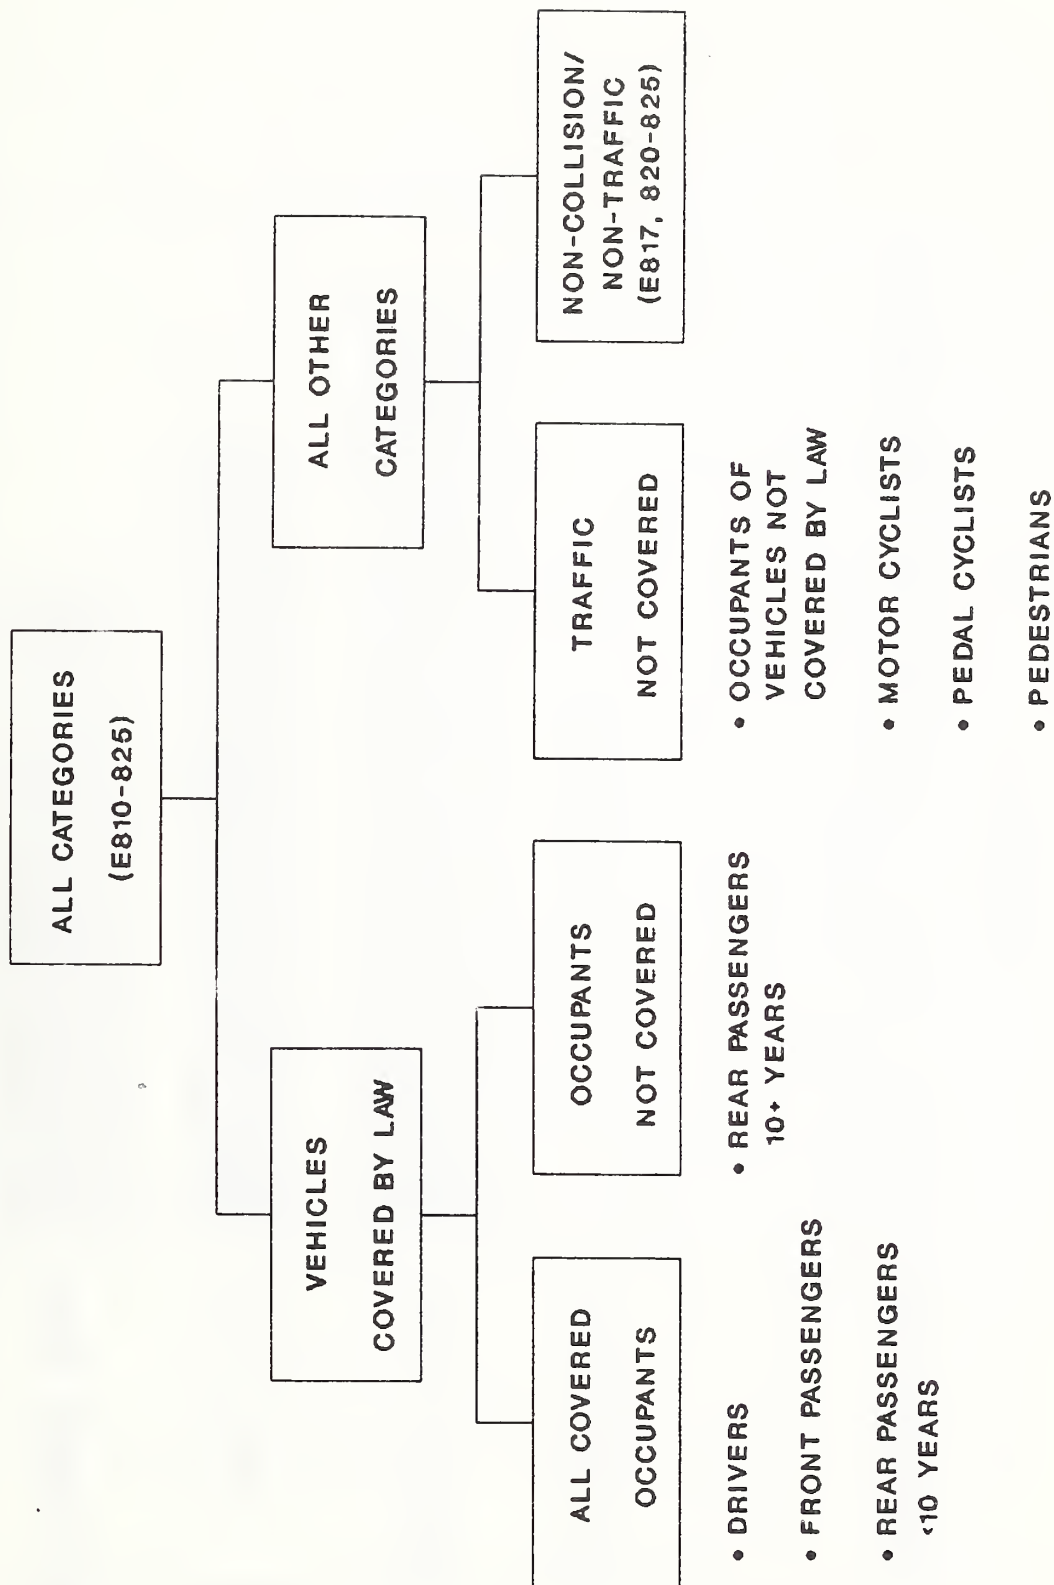 ALL CATEGORIES
(E810-825)
VEHICLES
COVERED BY LAW
ALL OTHER
CATEGORIES
ALL COVERED
OCCUPANTS
• DRIVERS
• FRONT PASSENGERS
• REAR PASSENGERS
<10 YEARS
OCCUPANTS
NOT COVERED
• REAR PASSENGERS
10+ YEARS
TRAFFIC
NOT COVERED
• OCCUPANTS OF
VEHICLES NOT
COVERED BY LAW
• MOTOR CYCLISTS
• PEDAL CYCLISTS
• PEDESTRIANS
NON-COLLISION/
NON-TRAFFIC
(E817, 820-825)